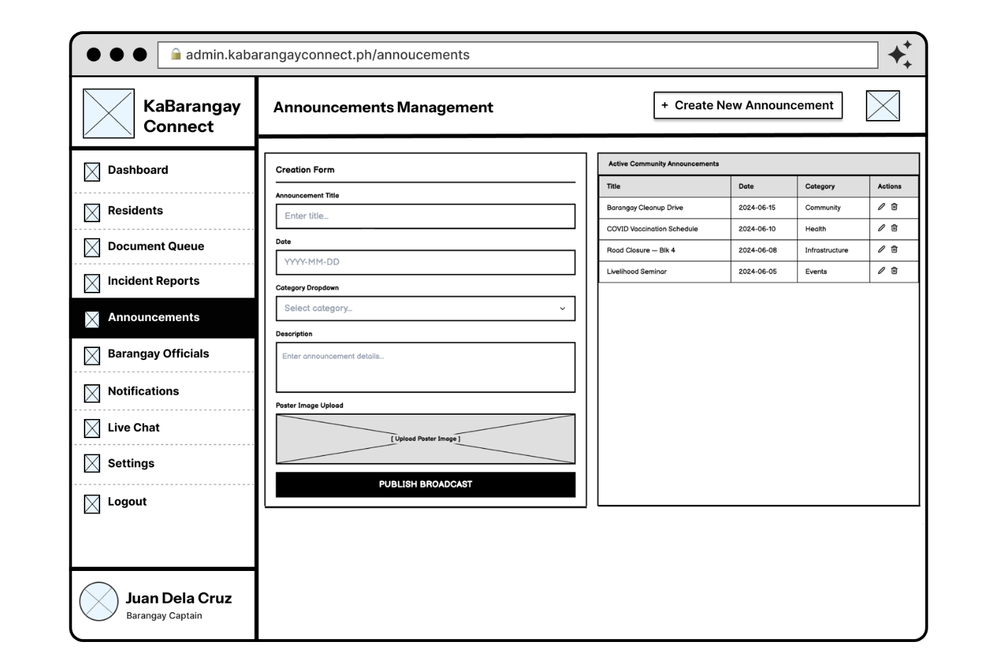 admin.kabarangayconnect.ph/annoucements
KaBarangay
Connect
Dashboard
Residents
Document Queue
Incident Reports
Announcements
Barangay Officials
Notifications
Live Chat
Settings
Logout
Juan Dela Cruz
Barangay Captain
Announcements Management
+ Create New Announcement
Creation Form
Announcement Title
Enter title...
Date
YYYY-MM-DD
Category Dropdown
Select category...
Description
Enter announcement details...
Poster Image Upload
[ Upload Poster Image ]
PUBLISH BROADCAST
Active Community Announcements
Title Date Category Actions
Barangay Cleanup Drive 2024-06-15 Community
COVID Vaccination Schedule 2024-06-10 Health
Road Closure — Blk 4 2024-06-08 Infrastructure
Livelihood Seminar 2024-06-05 Events